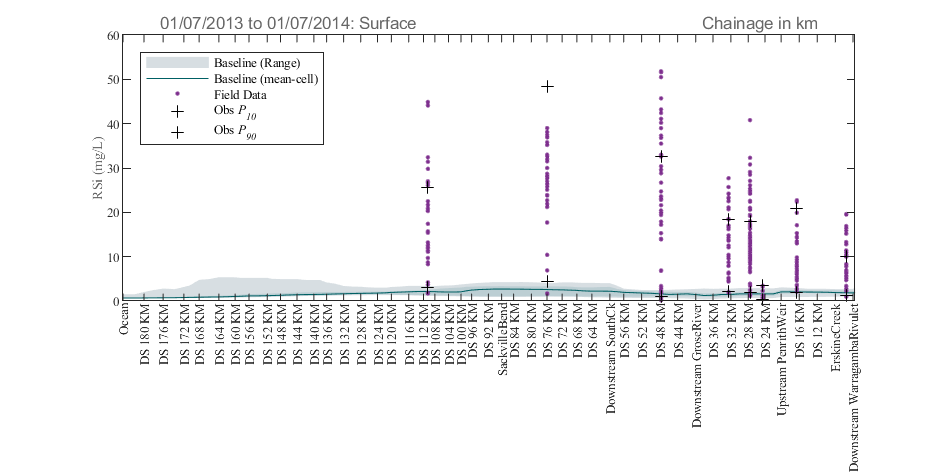 01/07/2013 to 01/07/2014: Surface
Chainage in km
RSi (mg/L)
60
50
40
30
20
10
0
Baseline (Range)
Baseline (mean-cell)
Field Data
Obs P10
Obs P90
Ocean
DS 180 KM
DS 176 KM
DS 172 KM
DS 168 KM
DS 164 KM
DS 160 KM
DS 156 KM
DS 148 KM
DS 144 KM
DS 140 KM
DS 136 KM
DS 132 KM
DS 128 KM
DS 124 KM
DS 120 KM
DS 116 KM
DS 112 KM
DS 108 KM
DS 104 KM
DS 100 KM
DS 96 KM
DS 92 KM
SackvilleBend
DS 84 KM
DS 80 KM
DS 76 KM
DS 72 KM
DS 68 KM
DS 64 KM
Downstream SouthCk
DS 56 KM
DS 52 KM
DS 48 KM
DS 44 KM
Downstream GroseRiver
DS 36 KM
DS 32 KM
DS 28 KM
DS 24 KM
Upstream PenrithWeir
DS 16 KM
DS 12 KM
ErskineCreek
Downstream WarragambaRivulet